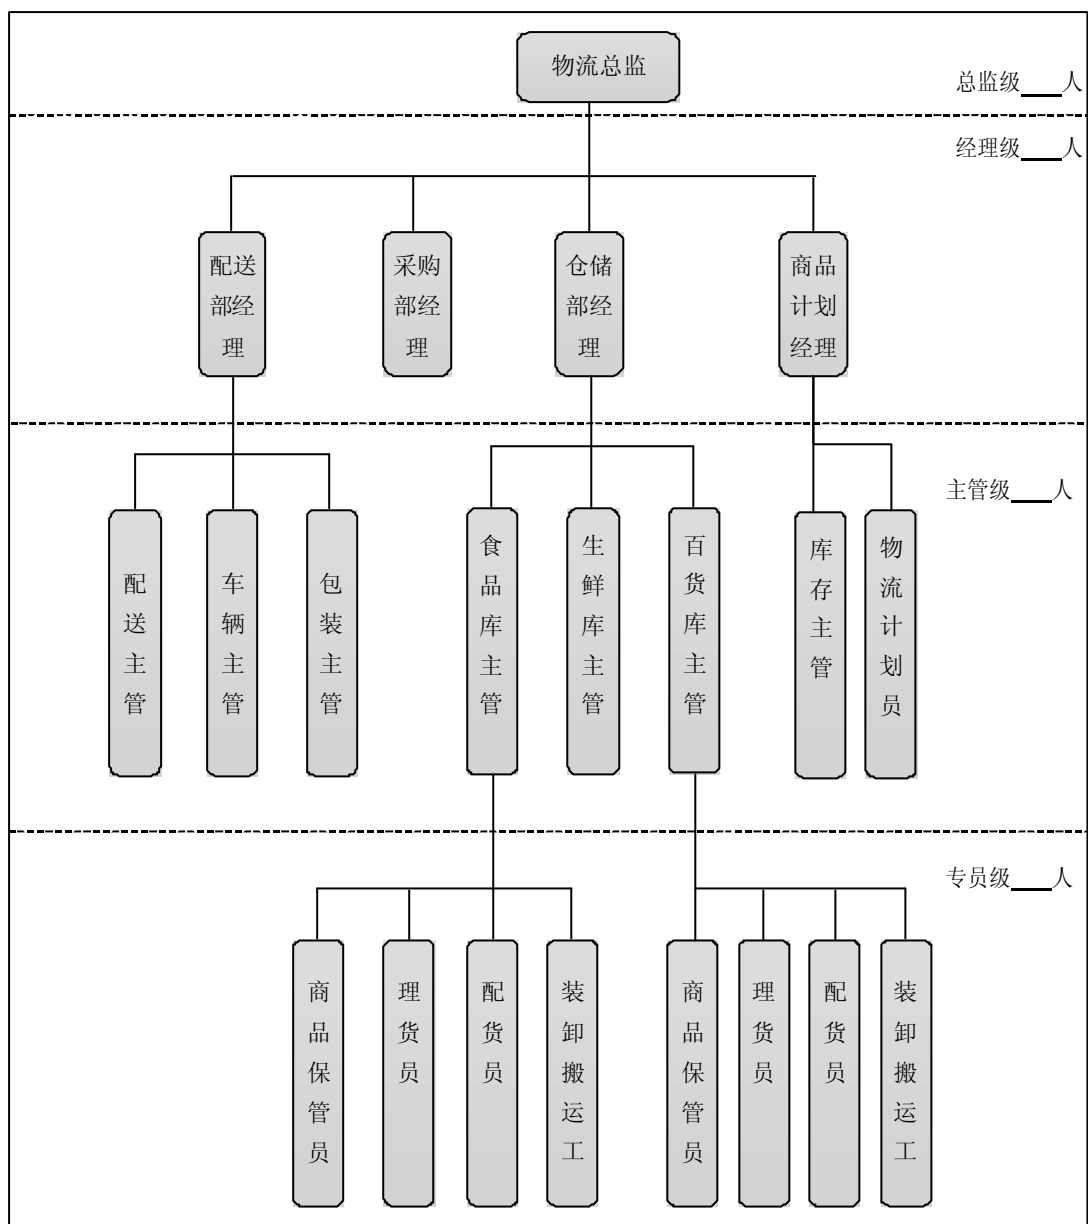 物流总监
总监级___人
经理级___人
配送
部经
理
采购
部经
理
仓储
部经
理
商品
计划
经理
主管级___人
配送主管
车辆主管
包装主管
食品库主管
生鲜库主管
百货库主管
库存主管
物流计划员
专员级___人
商品保管员
理货员
配货员
装卸搬运工
商品保管员
理货员
配货员
装卸搬运工